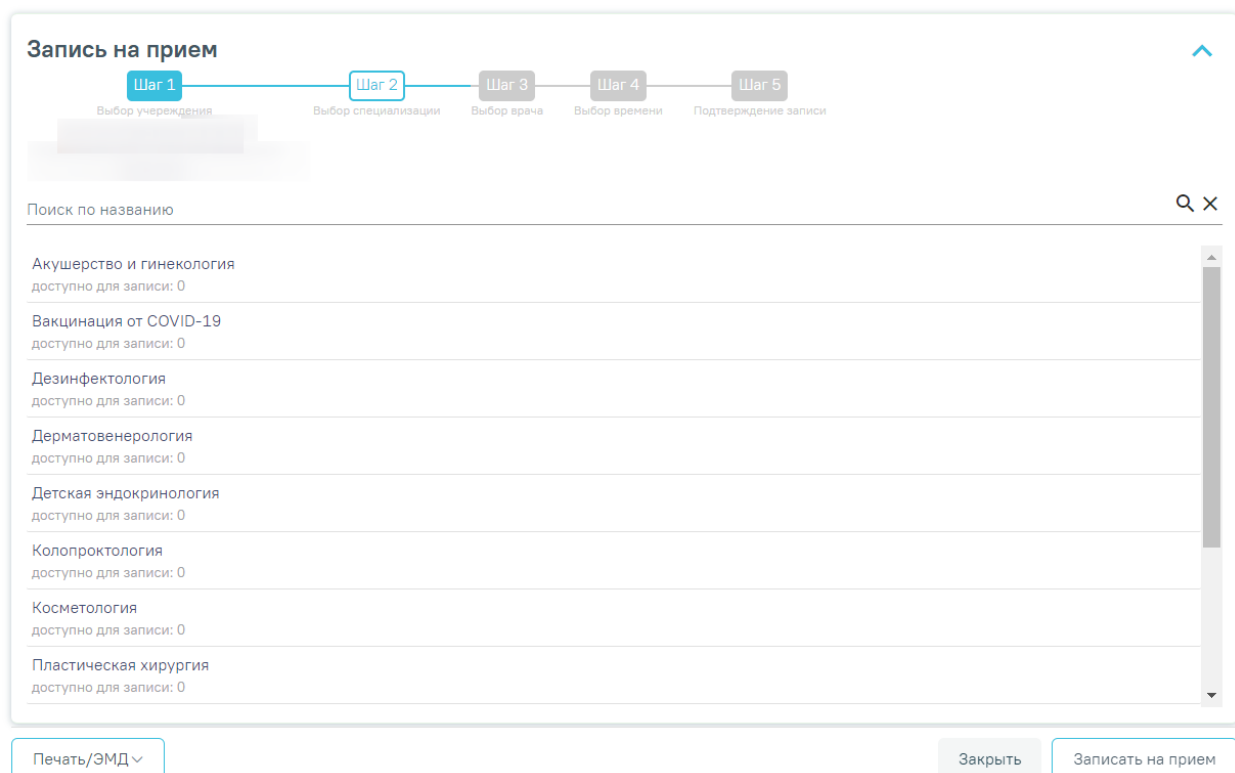 Запись на прием
Шаг 1 Шаг 2 Шаг 3 Шаг 4 Шаг 5
Выбор учереждения Выбор специализации Выбор врача Выбор времени Подтверждение записи
Поиск по названию
Акушерство и гинекология
доступно для записи: 0
Вакцинация от COVID-19
доступно для записи: 0
Дезинфектология
доступно для записи: 0
Дерматовенерология
доступно для записи: 0
Детская эндокринология
доступно для записи: 0
Колопроктология
доступно для записи: 0
Косметология
доступно для записи: 0
Пластическая хирургия
доступно для записи: 0
Печать/ЭМД Закрыть Записать на прием